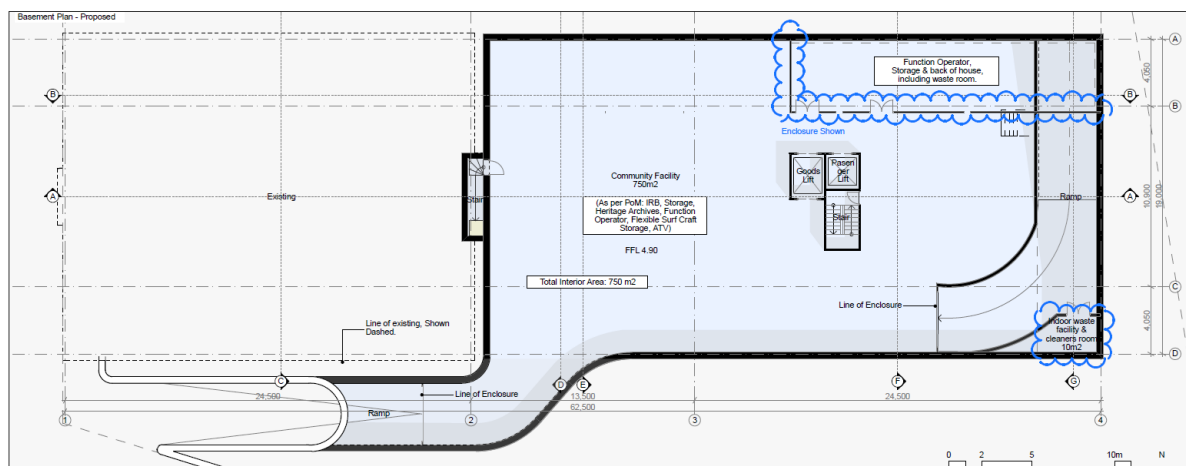 Basement Plan - Proposed
A
B
B
Function Operator,
Storage & back of house,
including waste room.
4,050
B
B
Enclosure Shown
Community Facility
750m2
Goods
Lift
Pasen
ger
Lift
A
Existing
Stair
(As per PoM: IRB, Storage,
Heritage Archives, Function
Operator, Flexible Surf Craft
Storage, ATV)
Stair
Ramp
A
10,900
19,000
FFL 4.90
Total Interior Area: 750 m2
C
Line of Enclosure
Line of existing, Shown
Dashed.
Indoor waste
facility &
cleaners room
10m2
4,050
D
C
D
E
F
G
Line of Enclosure
24,500
13,500
24,500
62,500
Ramp
1
2
3
4
0
2
5
10m
N